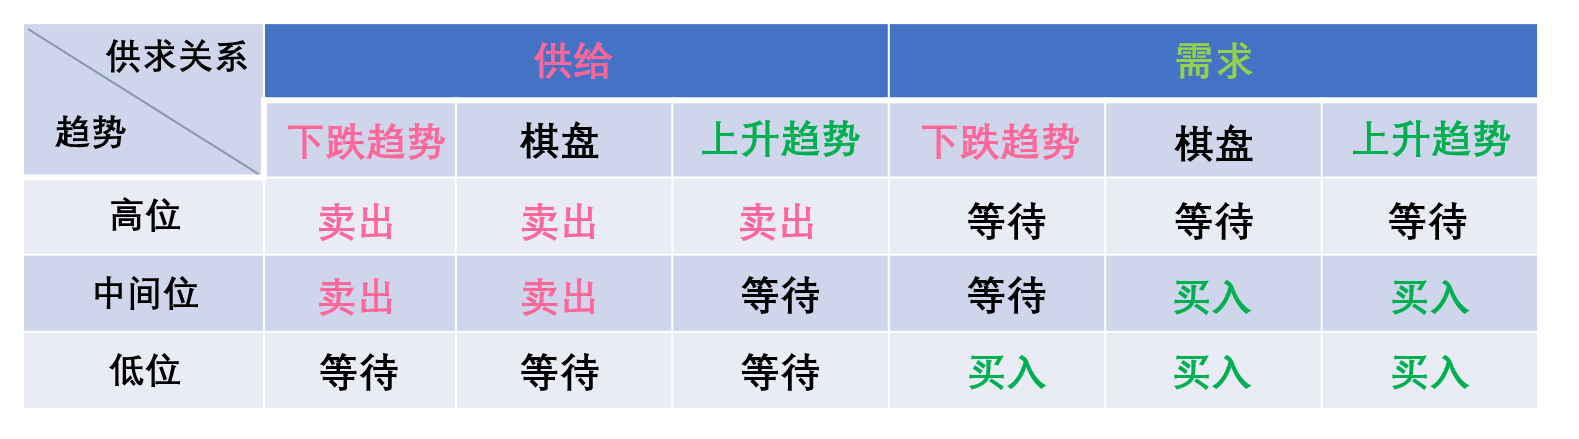 供求关系 供给 需求
趋势 下跌趋势 棋盘 上升趋势 下跌趋势 棋盘 上升趋势
高位 卖出 卖出 卖出 等待 等待 等待
中间位 卖出 卖出 等待 等待 买入 买入
低位 等待 等待 等待 买入 买入 买入